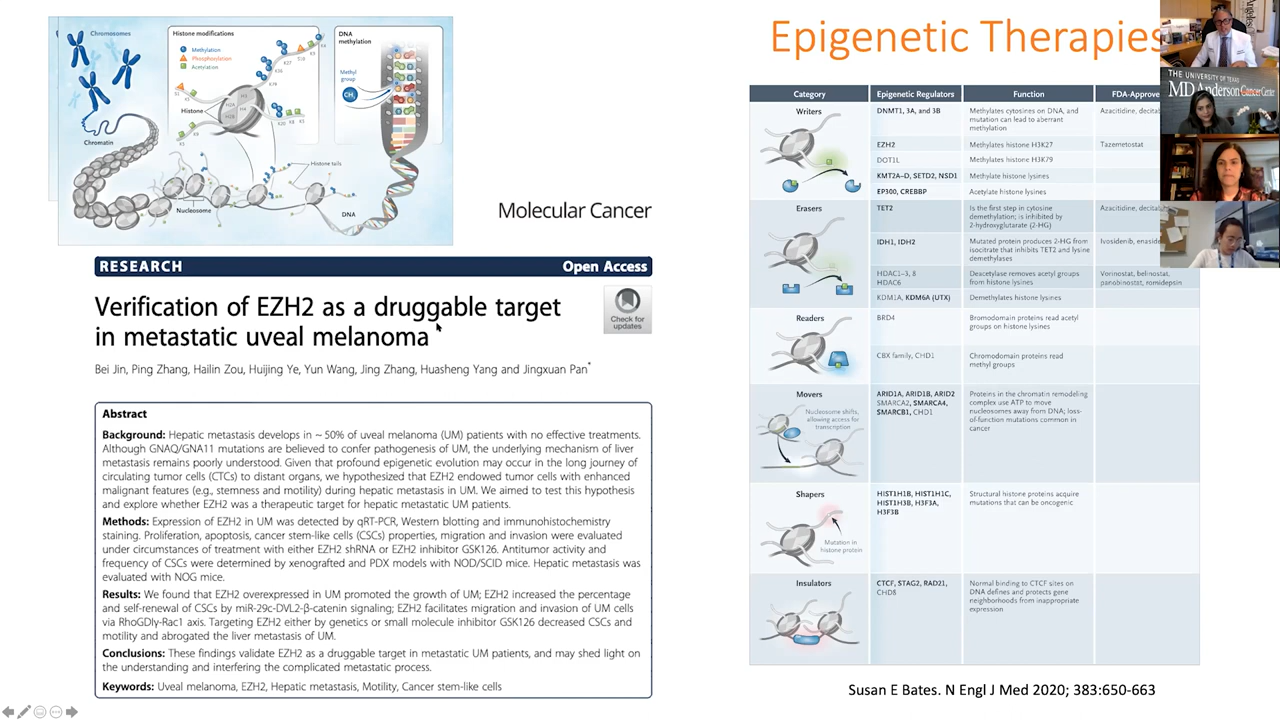 Chromosomes
Histone modifications
Methylation
Phosphorylation
Acetylation
DNA
methylation
Methyl
group
CH3
Histone
Chromatin
Histone tails
Nucleosome
DNA
Molecular Cancer
RESEARCH
Open Access
Verification of EZH2 as a druggable target
in metastatic uveal melanoma
Check for
updates
Bei Jin, Ping Zhang, Hailin Zou, Huijing Ye, Yun Wang, Jing Zhang, Huasheng Yang and Jingxuan Pan*
Abstract
Background: Hepatic metastasis develops in ~ 50% of uveal melanoma (UM) patients with no effective treatments.
Although GNAQ/GNA11 mutations are believed to confer pathogenesis of UM, the underlying mechanism of liver
metastasis remains poorly understood. Given that profound epigenetic evolution may occur in the long journey of
circulating tumor cells (CTCs) to distant organs, we hypothesized that EZH2 endowed tumor cells with enhanced
malignant features (e.g., stemness and motility) during hepatic metastasis in UM. We aimed to test this hypothesis
and explore whether EZH2 was a therapeutic target for hepatic metastatic UM patients.
Methods: Expression of EZH2 in UM was detected by qRT-PCR, Western blotting and immunohistochemistry
staining. Proliferation, apoptosis, cancer stem-like cells (CSCs) properties, migration and invasion were evaluated
under circumstances of treatment with either EZH2 shRNA or EZH2 inhibitor GSK126. Antitumor activity and
frequency of CSCs were determined by xenografted and PDX models with NOD/SCID mice. Hepatic metastasis was
evaluated with NOG mice.
Results: We found that EZH2 overexpressed in UM promoted the growth of UM; EZH2 increased the percentage
and self-renewal of CSCs by miR-29c-DVL2-β-catenin signaling; EZH2 facilitates migration and invasion of UM cells
via RhoGDIγ-Rac1 axis. Targeting EZH2 either by genetics or small molecule inhibitor GSK126 decreased CSCs and
motility and abrogated the liver metastasis of UM.
Conclusions: These findings validate EZH2 as a druggable target in metastatic UM patients, and may shed light on
the understanding and interfering the complicated metastatic process.
Keywords: Uveal melanoma, EZH2, Hepatic metastasis, Motility, Cancer stem-like cells
Epigenetic Therapies
Category
Epigenetic Regulators
Function
FDA-Approve
Writers
DNMT1, 3A, and 3B
Methylates cytosines on DNA, and
mutation can lead to aberrant
methylation
Azacitidine, decita
EZH2
Methylates histone H3K27
Tazemetostat
DOT1L
Methylates histone H3K79
KMT2A–D, SETD2, NSD1
Methylate histone lysines
EP300, CREBBP
Acetylate histone lysines
Erasers
TET2
Is the first step in cytosine
demethylation; is inhibited by
2-hydroxyglutarate (2-HG)
Azacitidine, decita
IDH1, IDH2
Mutated protein produces 2-HG from
isocitrate that inhibits TET2 and lysine
demethylases
Ivosidenib, enaside
HDAC1–3, 8
HDAC6
Deacetylase removes acetyl groups
from histone lysines
Vorinostat, belinostat,
panobinostat, romidepsin
KDM1A, KDM6A (UTX)
Demethylates histone lysines
Readers
BRD4
Bromodomain proteins read acetyl
groups on histone lysines
CBX family, CHD1
Chromodomain proteins read
methyl groups
Movers
Nucleosome shifts,
allowing access for
transcription
ARID1A, ARID1B, ARID2
SMARCA2, SMARCA4,
SMARCB1, CHD1
Proteins in the chromatin remodeling
complex use ATP to move
nucleosomes away from DNA; loss-
of-function mutations common in
cancer
Shapers
Mutation in
histone protein
HIST1H1B, HIST1H1C,
HIST1H3B, H3F3A,
H3F3B
Structural histone proteins acquire
mutations that can be oncogenic
Insulators
CTCF, STAG2, RAD21,
CHD8
Normal binding to CTCF sites on
DNA defines and protects gene
neighborhoods from inappropriate
expression
Susan E Bates. N Engl J Med 2020; 383:650-663
THE UNIVERSITY OF TEXAS
MD Anderson Cancer Center